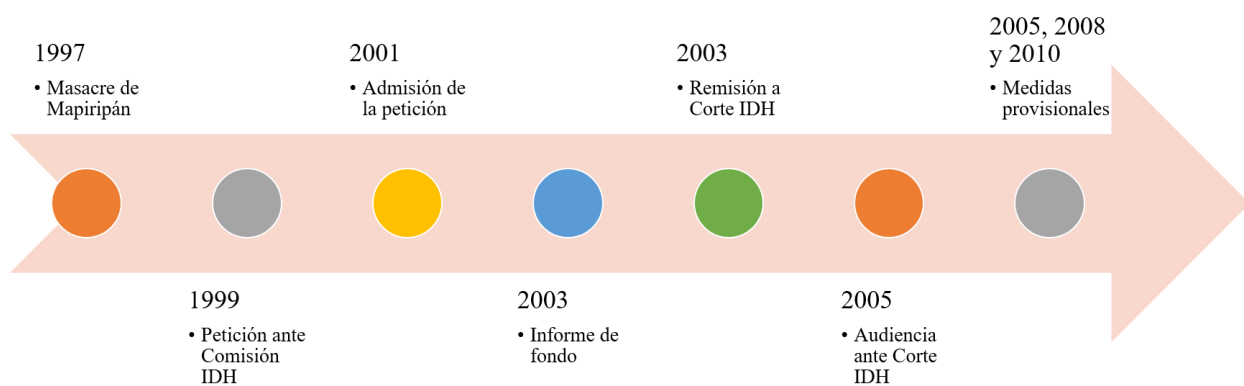 1997
• Masacre de
Mapiripán
1999
• Petición ante
Comisión
IDH
2001
• Admisión de
la petición
2003
• Informe de
fondo
2003
• Remisión a
Corte IDH
2005
• Audiencia
ante Corte
IDH
2005, 2008
y 2010
• Medidas
provisionales